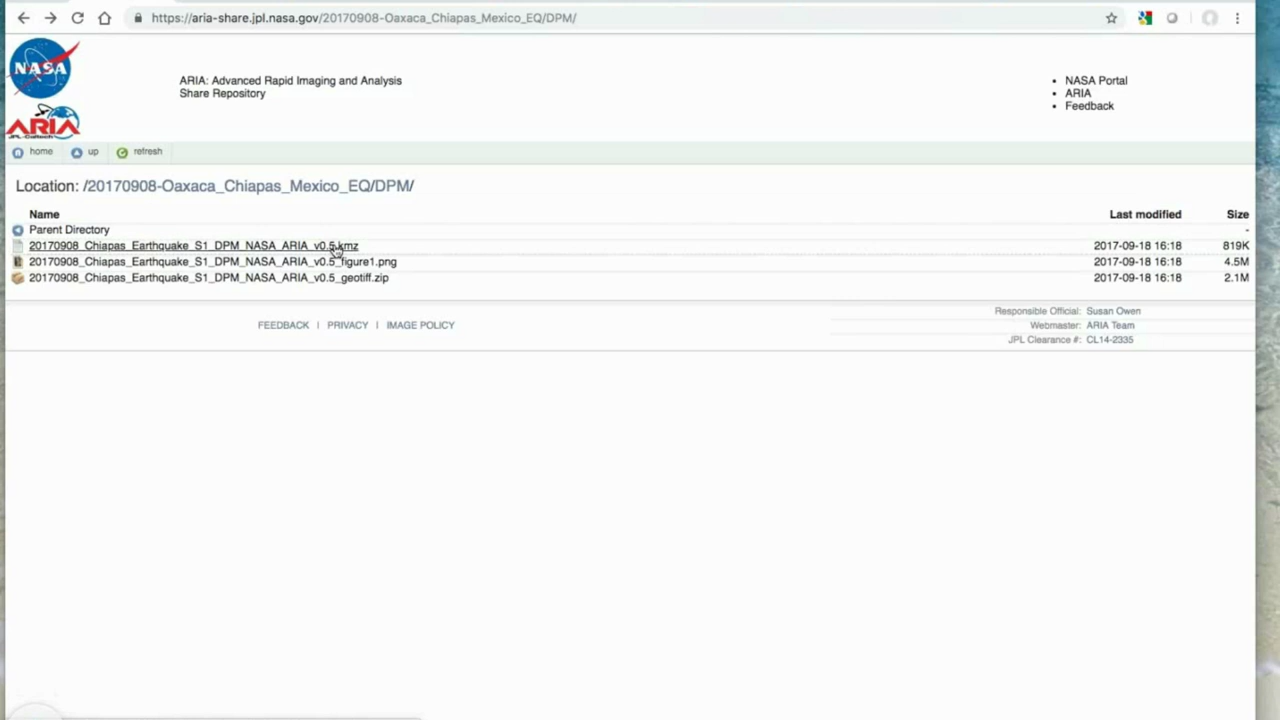 https://aria-share.jpl.nasa.gov/20170908-Oaxaca_Chiapas_Mexico_EQ/DPM/
NASA
ARIA: Advanced Rapid Imaging and Analysis
Share Repository
NASA Portal
ARIA
Feedback
ARIA
JPL-Caltech
home up refresh
Location: /20170908-Oaxaca_Chiapas_Mexico_EQ/DPM/
Name Last modified Size
Parent Directory -
20170908_Chiapas_Earthquake_S1_DPM_NASA_ARIA_v0.5.kmz 2017-09-18 16:18 819K
20170908_Chiapas_Earthquake_S1_DPM_NASA_ARIA_v0.5_figure1.png 2017-09-18 16:18 4.5M
20170908_Chiapas_Earthquake_S1_DPM_NASA_ARIA_v0.5_geotiff.zip 2017-09-18 16:18 2.1M
FEEDBACK | PRIVACY | IMAGE POLICY
Responsible Official: Susan Owen
Webmaster: ARIA Team
JPL Clearance #: CL14-2335